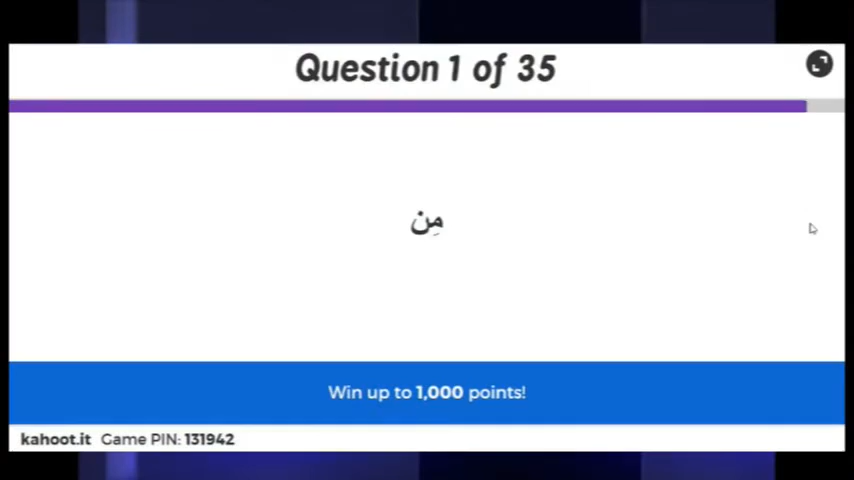 Question 1 of 35
مِن
Win up to 1,000 points!
kahoot.it Game PIN: 131942